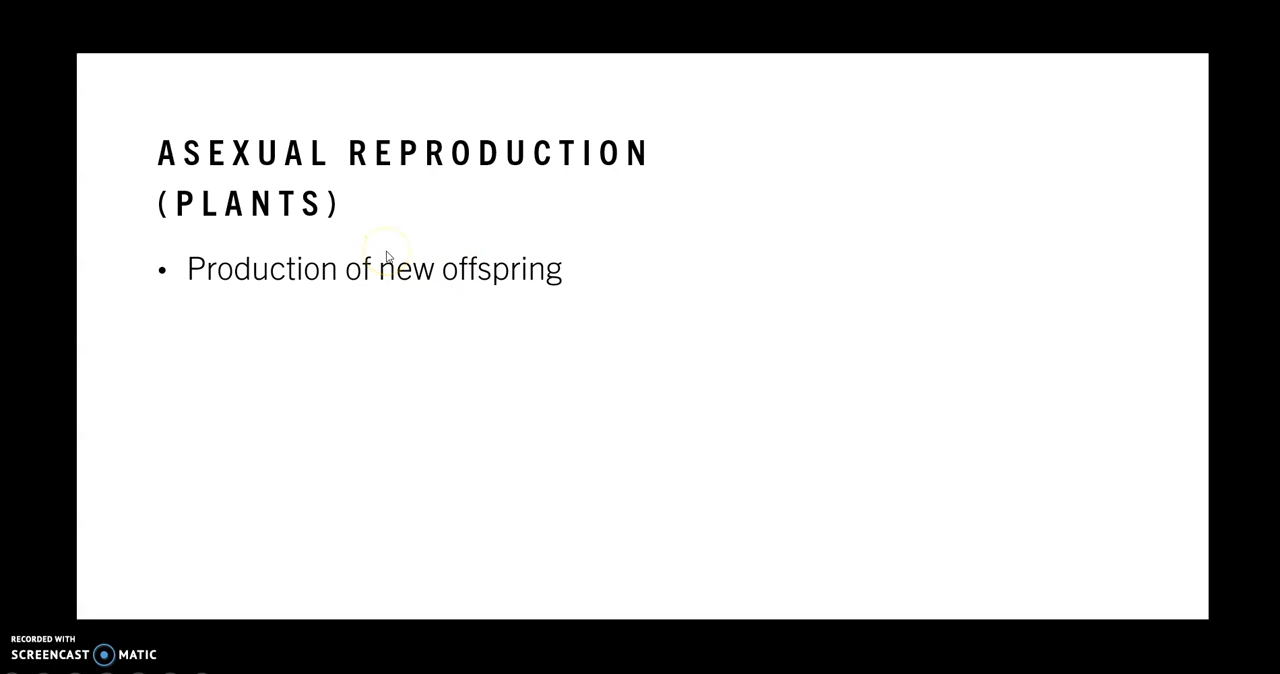 ASEXUAL REPRODUCTION
(PLANTS)
• Production of new offspring
RECORDED WITH
SCREENCAST MATIC